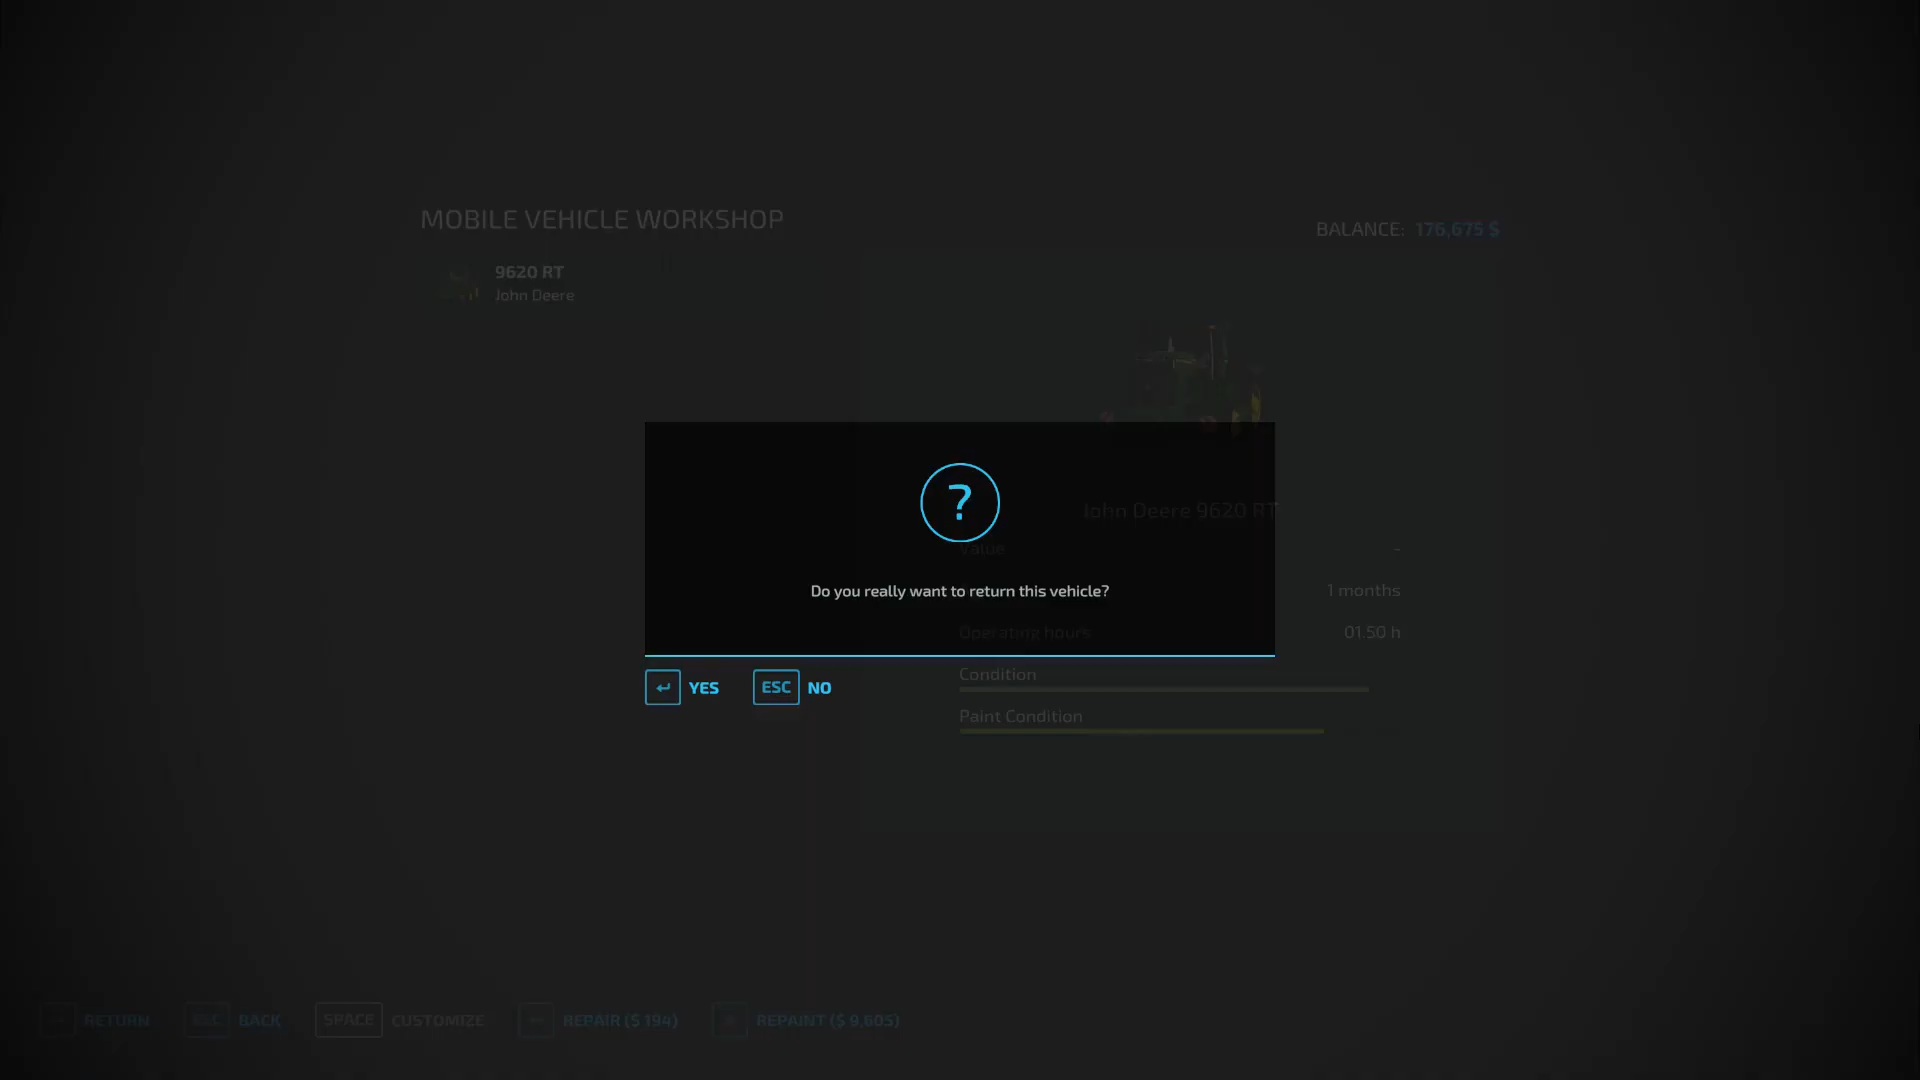 MOBILE VEHICLE WORKSHOP
BALANCE: 176,675 $
9620 RT
John Deere
John Deere 9620 RT
Value -
1 months
Operating hours 01:50 h
Condition
Paint Condition
?
Do you really want to return this vehicle?
YES
ESC NO
RETURN
ESC BACK
SPACE CUSTOMIZE
REPAIR ($ 194)
REPAINT ($ 9,605)